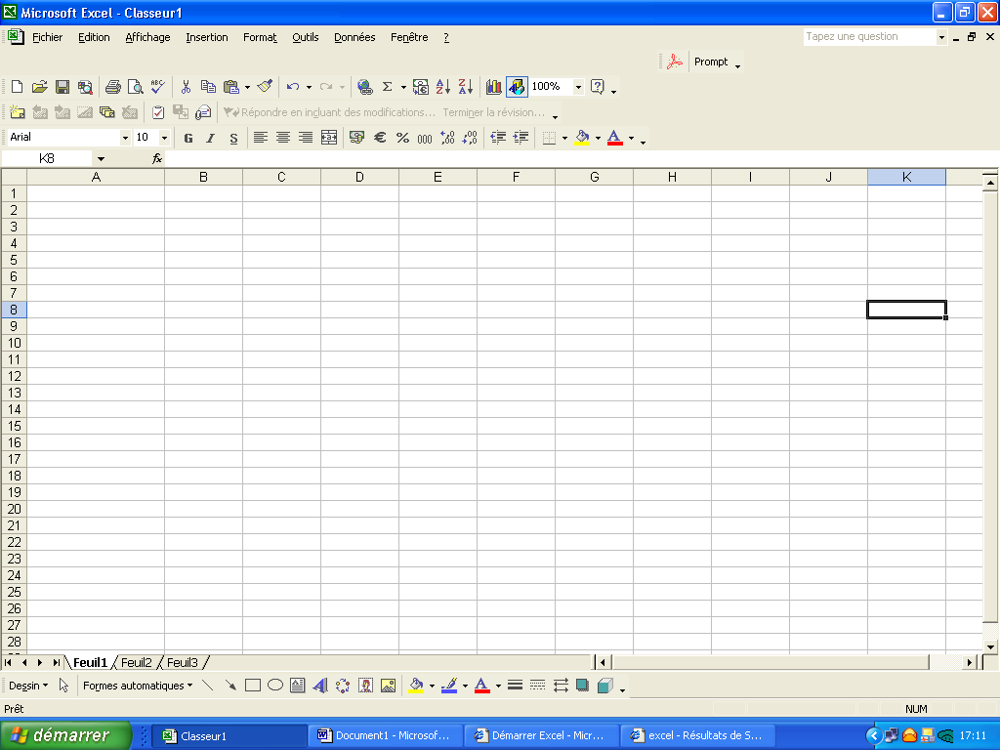 Microsoft Excel - Classeur1
Fichier Edition Affichage Insertion Format Outils Données Fenêtre ? Tapez une question
Prompt
100%
Répondre en incluant des modifications... Terminer la révision...
Arial 10 G I S € % 000
K8 fx
A B C D E F G H I J K
1
2
3
4
5
6
7
8
9
10
11
12
13
14
15
16
17
18
19
20
21
22
23
24
25
26
27
28
Feuil1 Feuil2 Feuil3
Dessin Formes automatiques
Prêt NUM
démarrer Classeur1 Document1 - Microsof... Démarrer Excel - Micr... excel - Résultats de S... 17:11